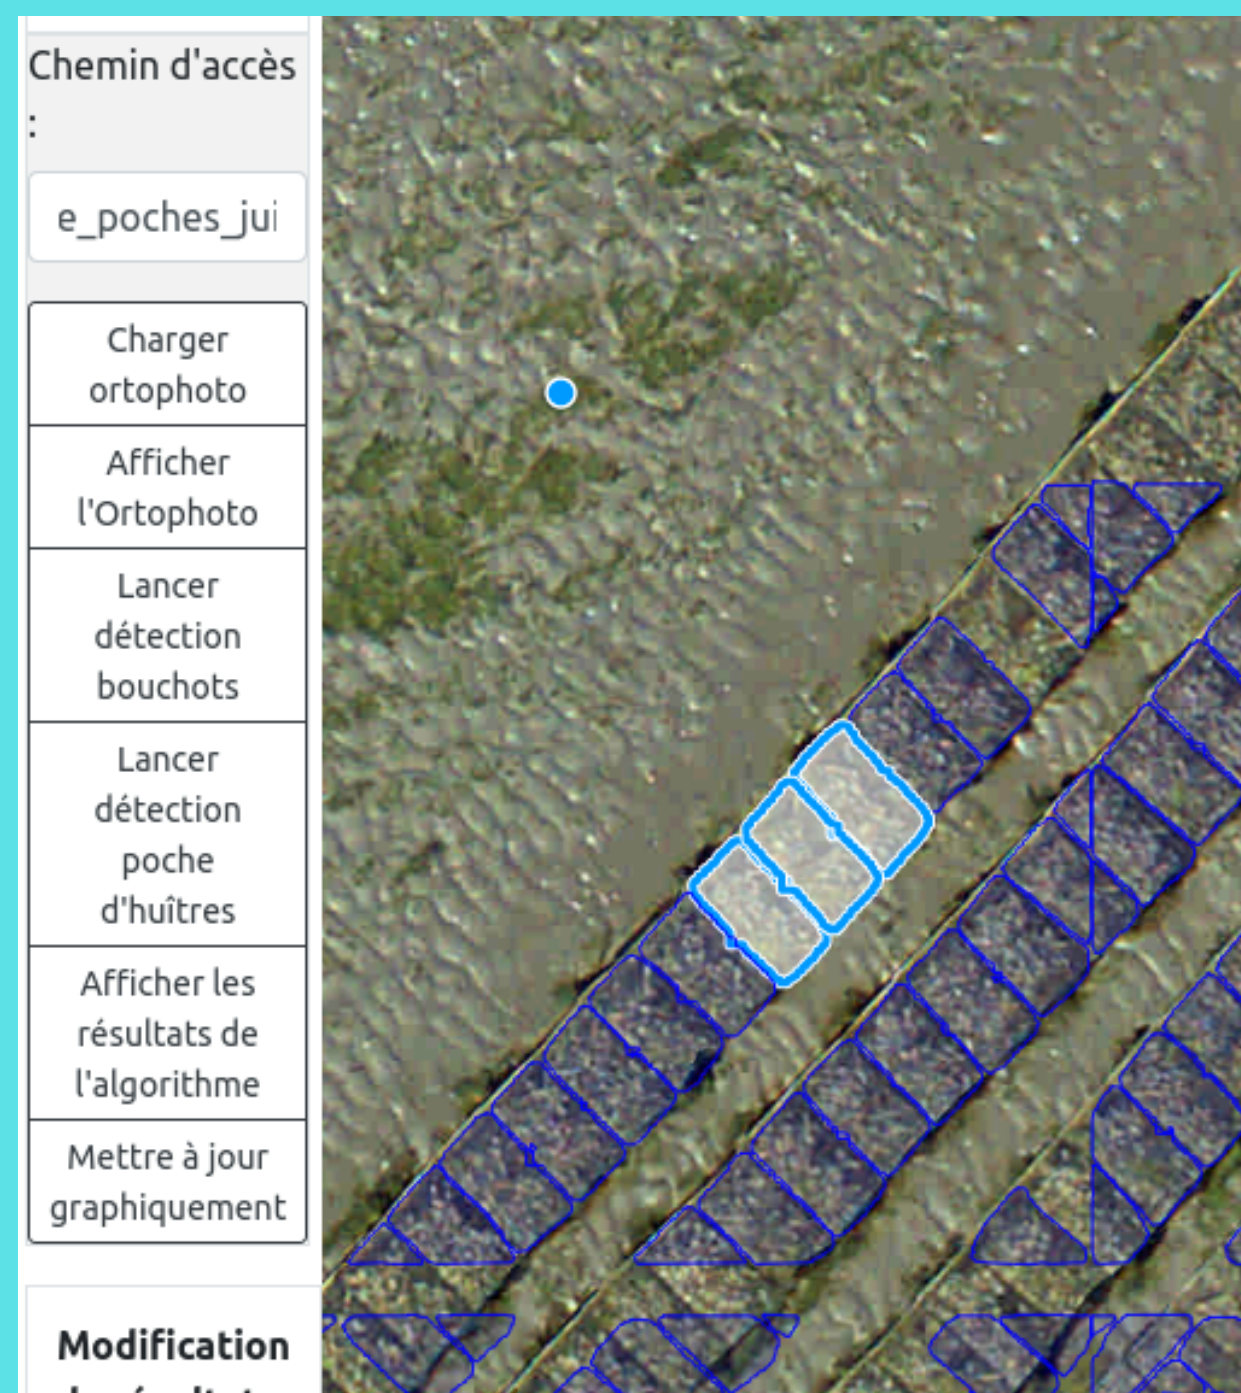 Chemin d'accès
:
e_poches_jui
Charger
ortophoto
Afficher
l'Ortophoto
Lancer
détection
bouchots
Lancer
détection
poche
d'huîtres
Afficher les
résultats de
l'algorithme
Mettre à jour
graphiquement
Modification